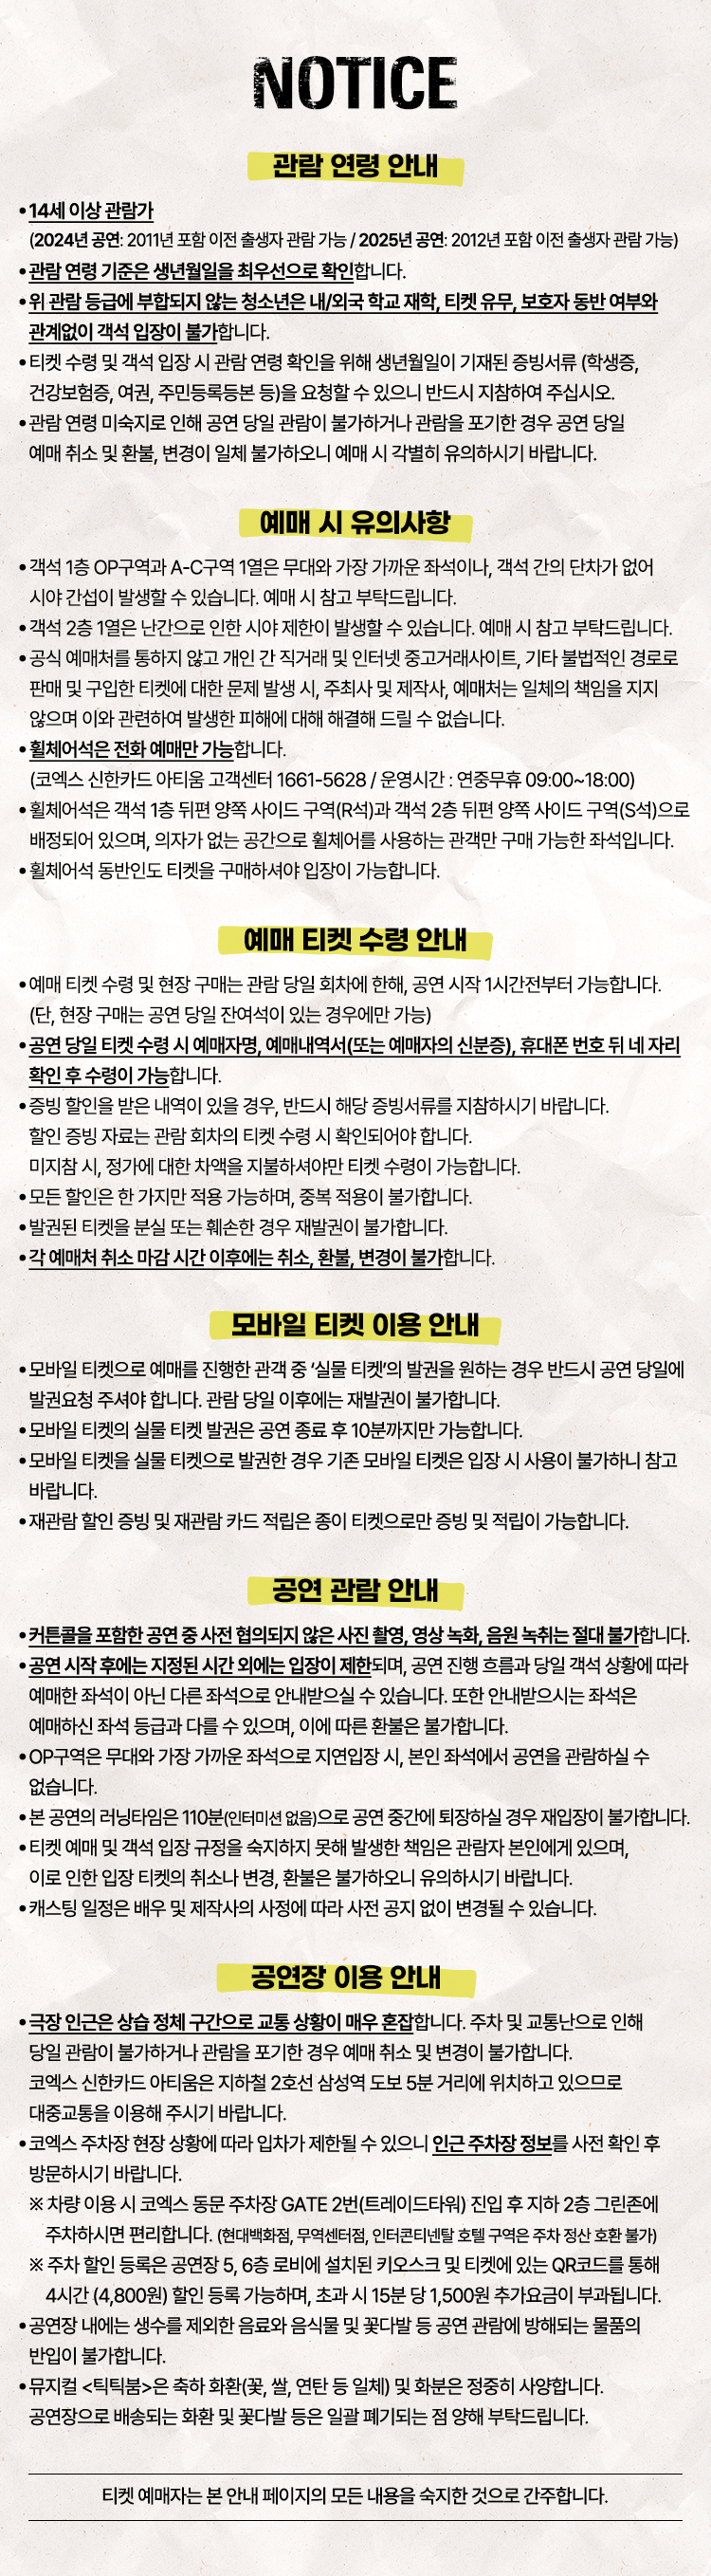 NOTICE
관람 연령 안내
• 14세 이상 관람가
(2024년 공연: 2011년 포함 이전 출생자 관람 가능 / 2025년 공연: 2012년 포함 이전 출생자 관람 가능)
• 관람 연령 기준은 생년월일을 최우선으로 확인합니다.
• 위 관람 등급에 부합되지 않는 청소년은 내/외국 학교 재학, 티켓 유무, 보호자 동반 여부와
관계없이 객석 입장이 불가합니다.
• 티켓 수령 및 객석 입장 시 관람 연령 확인을 위해 생년월일이 기재된 증빙서류 (학생증,
건강보험증, 여권, 주민등록등본 등)을 요청할 수 있으니 반드시 지참하여 주십시오.
• 관람 연령 미숙지로 인해 공연 당일 관람이 불가하거나 관람을 포기한 경우 공연 당일
예매 취소 및 환불, 변경이 일체 불가하오니 예매 시 각별히 유의하시기 바랍니다.
예매 시 유의사항
• 객석 1층 OP구역과 A-C구역 1열은 무대와 가장 가까운 좌석이나, 객석 간의 단차가 없어
시야 간섭이 발생할 수 있습니다. 예매 시 참고 부탁드립니다.
• 객석 2층 1열은 난간으로 인한 시야 제한이 발생할 수 있습니다. 예매 시 참고 부탁드립니다.
• 공식 예매처를 통하지 않고 개인 간 직거래 및 인터넷 중고거래사이트, 기타 불법적인 경로로
판매 및 구입한 티켓에 대한 문제 발생 시, 주최사 및 제작사, 예매처는 일체의 책임을 지지
않으며 이와 관련하여 발생한 피해에 대해 해결해 드릴 수 없습니다.
• 휠체어석은 전화 예매만 가능합니다.
(코엑스 신한카드 아티움 고객센터 1661-5628 / 운영시간 : 연중무휴 09:00~18:00)
• 휠체어석은 객석 1층 뒤편 양쪽 사이드 구역(R석)과 객석 2층 뒤편 양쪽 사이드 구역(S석)으로
배정되어 있으며, 의자가 없는 공간으로 휠체어를 사용하는 관객만 구매 가능한 좌석입니다.
• 휠체어석 동반인도 티켓을 구매하셔야 입장이 가능합니다.
예매 티켓 수령 안내
• 예매 티켓 수령 및 현장 구매는 관람 당일 회차에 한해, 공연 시작 1시간전부터 가능합니다.
(단, 현장 구매는 공연 당일 잔여석이 있는 경우에만 가능)
• 공연 당일 티켓 수령 시 예매자명, 예매내역서(또는 예매자의 신분증), 휴대폰 번호 뒤 네 자리
확인 후 수령이 가능합니다.
• 증빙 할인을 받은 내역이 있을 경우, 반드시 해당 증빙서류를 지참하시기 바랍니다.
할인 증빙 자료는 관람 회차의 티켓 수령 시 확인되어야 합니다.
미지참 시, 정가에 대한 차액을 지불하셔야만 티켓 수령이 가능합니다.
• 모든 할인은 한 가지만 적용 가능하며, 중복 적용이 불가합니다.
• 발권된 티켓을 분실 또는 훼손한 경우 재발권이 불가합니다.
• 각 예매처 취소 마감 시간 이후에는 취소, 환불, 변경이 불가합니다.
모바일 티켓 이용 안내
• 모바일 티켓으로 예매를 진행한 관객 중 ‘실물 티켓’의 발권을 원하는 경우 반드시 공연 당일에
발권요청 주셔야 합니다. 관람 당일 이후에는 재발권이 불가합니다.
• 모바일 티켓의 실물 티켓 발권은 공연 종료 후 10분까지만 가능합니다.
• 모바일 티켓을 실물 티켓으로 발권한 경우 기존 모바일 티켓은 입장 시 사용이 불가하니 참고
바랍니다.
• 재관람 할인 증빙 및 재관람 카드 적립은 종이 티켓으로만 증빙 및 적립이 가능합니다.
공연 관람 안내
• 커튼콜을 포함한 공연 중 사전 협의되지 않은 사진 촬영, 영상 녹화, 음원 녹취는 절대 불가합니다.
• 공연 시작 후에는 지정된 시간 외에는 입장이 제한되며, 공연 진행 흐름과 당일 객석 상황에 따라
예매한 좌석이 아닌 다른 좌석으로 안내받으실 수 있습니다. 또한 안내받으시는 좌석은
예매하신 좌석 등급과 다를 수 있으며, 이에 따른 환불은 불가합니다.
• OP구역은 무대와 가장 가까운 좌석으로 지연입장 시, 본인 좌석에서 공연을 관람하실 수
없습니다.
• 본 공연의 러닝타임은 110분(인터미션 없음)으로 공연 중간에 퇴장하실 경우 재입장이 불가합니다.
• 티켓 예매 및 객석 입장 규정을 숙지하지 못해 발생한 책임은 관람자 본인에게 있으며,
이로 인한 입장 티켓의 취소나 변경, 환불은 불가하오니 유의하시기 바랍니다.
• 캐스팅 일정은 배우 및 제작사의 사정에 따라 사전 공지 없이 변경될 수 있습니다.
공연장 이용 안내
• 극장 인근은 상습 정체 구간으로 교통 상황이 매우 혼잡합니다. 주차 및 교통난으로 인해
당일 관람이 불가하거나 관람을 포기한 경우 예매 취소 및 변경이 불가합니다.
코엑스 신한카드 아티움은 지하철 2호선 삼성역 도보 5분 거리에 위치하고 있으므로
대중교통을 이용해 주시기 바랍니다.
• 코엑스 주차장 현장 상황에 따라 입차가 제한될 수 있으니 인근 주차장 정보를 사전 확인 후
방문하시기 바랍니다.
※ 차량 이용 시 코엑스 동문 주차장 GATE 2번(트레이드타워) 진입 후 지하 2층 그린존에
주차하시면 편리합니다. (현대백화점, 무역센터점, 인터콘티넨탈 호텔 구역은 주차 정산 호환 불가)
※ 주차 할인 등록은 공연장 5, 6층 로비에 설치된 키오스크 및 티켓에 있는 QR코드를 통해
4시간 (4,800원) 할인 등록 가능하며, 초과 시 15분 당 1,500원 추가요금이 부과됩니다.
• 공연장 내에는 생수를 제외한 음료와 음식물 및 꽃다발 등 공연 관람에 방해되는 물품의
반입이 불가합니다.
• 뮤지컬 <틱틱붐>은 축하 화환(꽃, 쌀, 연탄 등 일체) 및 화분은 정중히 사양합니다.
공연장으로 배송되는 화환 및 꽃다발 등은 일괄 폐기되는 점 양해 부탁드립니다.
티켓 예매자는 본 안내 페이지의 모든 내용을 숙지한 것으로 간주합니다.